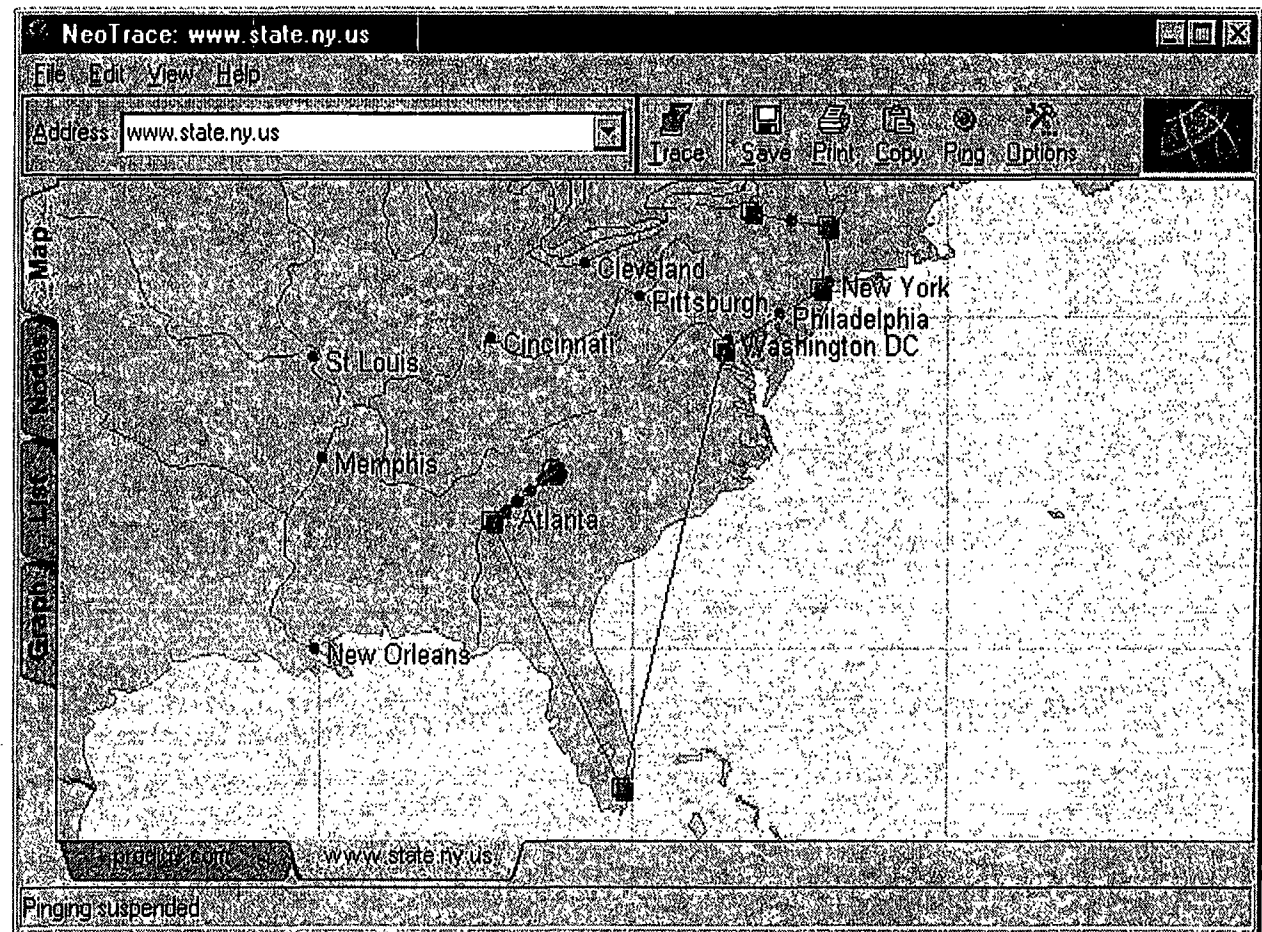 NeoTrace: www.state.ny.us
File Edit View Help
Address: www.state.ny.us
Trace Save Print Copy Ping Options
Map
Nodes
List
Graph
Cleveland
Pittsburgh
New York
Philadelphia
Washington DC
Cincinnati
St Louis
Memphis
Atlanta
New Orleans
prodigy.com www.state.ny.us
Pinging suspended